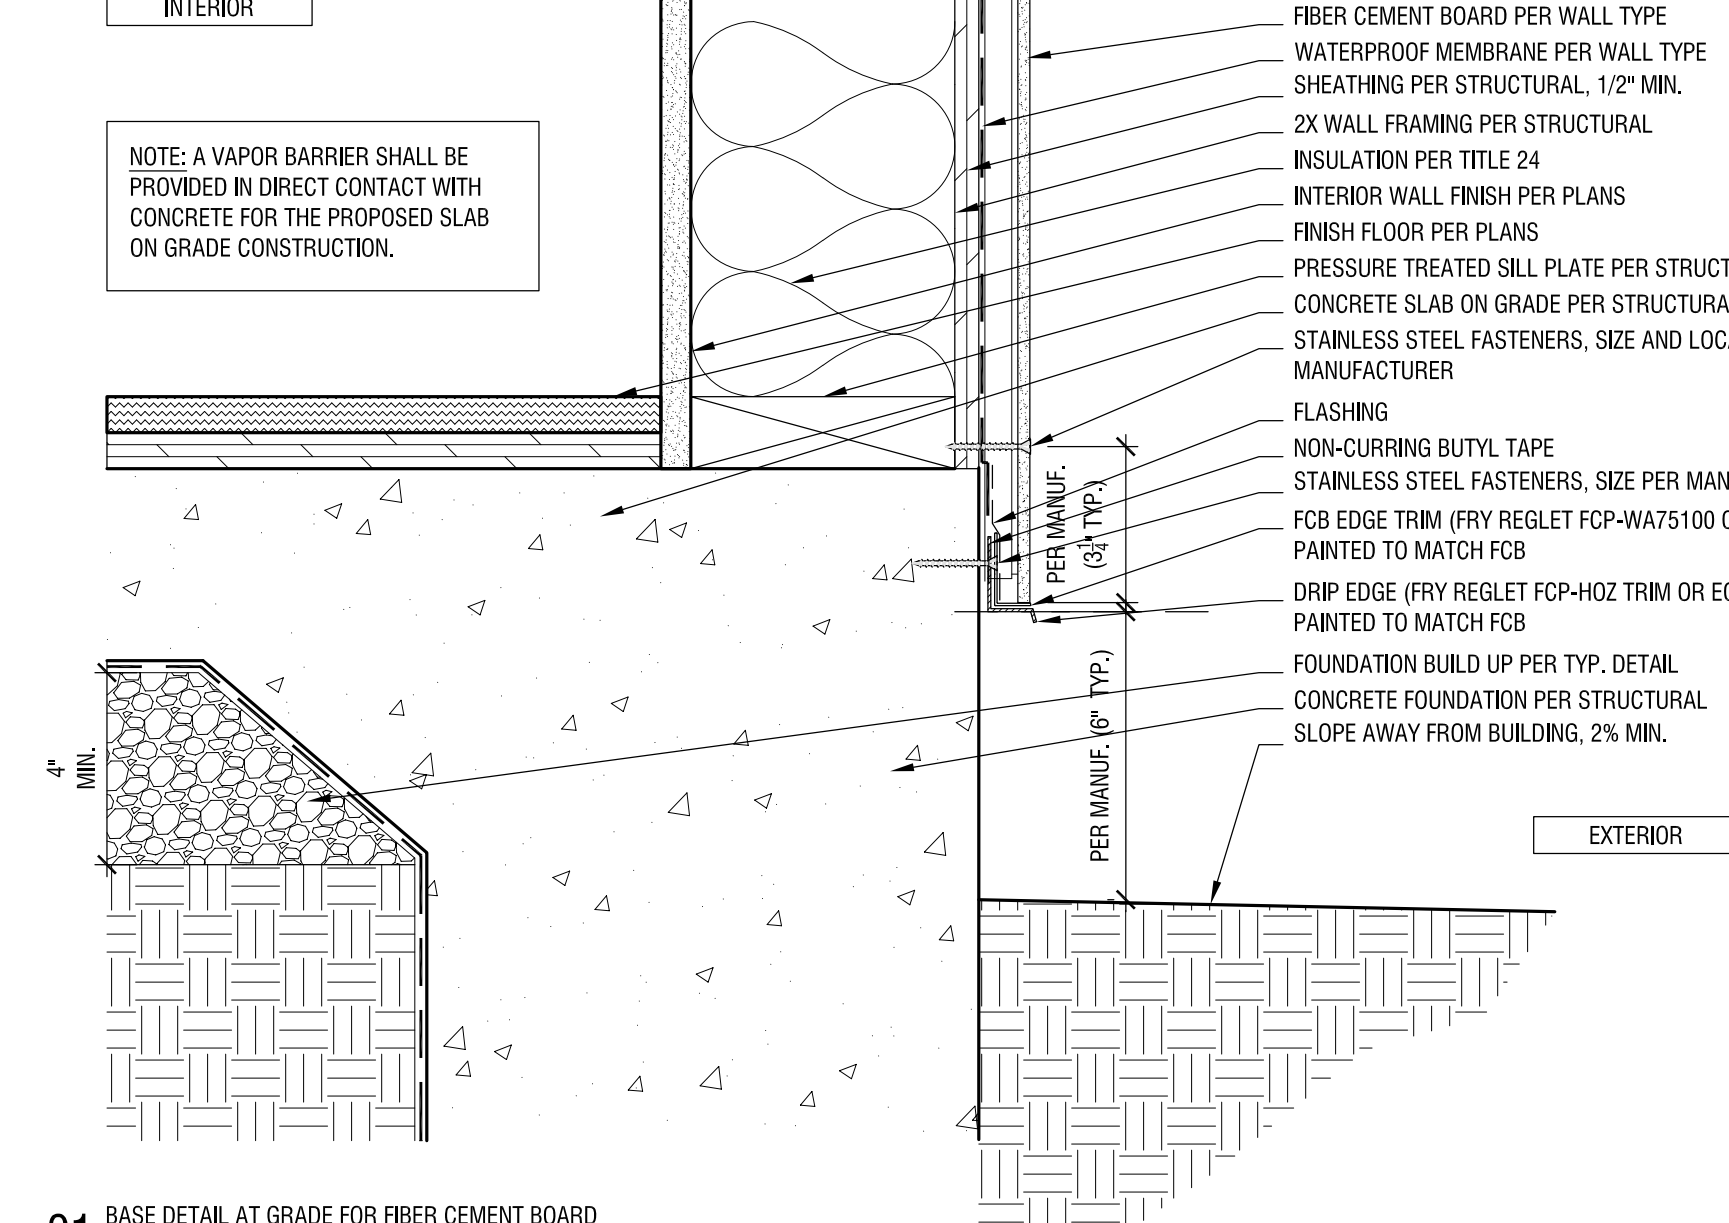 INTERIOR
NOTE: A VAPOR BARRIER SHALL BE
PROVIDED IN DIRECT CONTACT WITH
CONCRETE FOR THE PROPOSED SLAB
ON GRADE CONSTRUCTION.
FIBER CEMENT BOARD PER WALL TYPE
WATERPROOF MEMBRANE PER WALL TYPE
SHEATHING PER STRUCTURAL, 1/2" MIN.
2X WALL FRAMING PER STRUCTURAL
INSULATION PER TITLE 24
INTERIOR WALL FINISH PER PLANS
FINISH FLOOR PER PLANS
PRESSURE TREATED SILL PLATE PER STRUCT
CONCRETE SLAB ON GRADE PER STRUCTURA
STAINLESS STEEL FASTENERS, SIZE AND LOC
MANUFACTURER
FLASHING
NON-CURRING BUTYL TAPE
STAINLESS STEEL FASTENERS, SIZE PER MAN
FCB EDGE TRIM (FRY REGLET FCP-WA75100
PAINTED TO MATCH FCB
DRIP EDGE (FRY REGLET FCP-HOZ TRIM OR
PAINTED TO MATCH FCB
FOUNDATION BUILD UP PER TYP. DETAIL
CONCRETE FOUNDATION PER STRUCTURAL
SLOPE AWAY FROM BUILDING, 2% MIN.
PER MANUF.
(3 1/4" TYP.)
PER MANUF. (6" TYP.)
4"
MIN.
EXTERIOR
BASE DETAIL AT GRADE FOR FIBER CEMENT BOARD